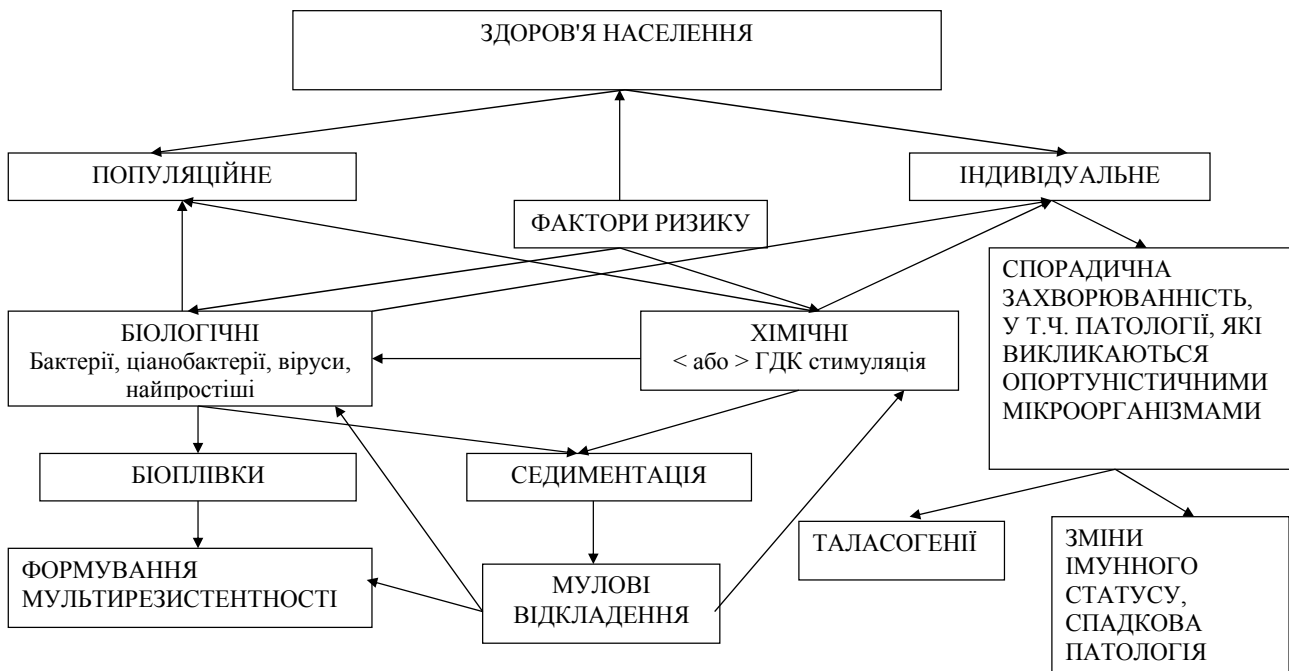 ЗДОРОВ'Я НАСЕЛЕННЯ
ПОПУЛЯЦІЙНЕ
ІНДИВІДУАЛЬНЕ
ФАКТОРИ РИЗИКУ
БІОЛОГІЧНІ
Бактерії, ціанобактерії, віруси,
найпростіші
ХІМІЧНІ
< або > ГДК стимуляція
СПОРАДИЧНА
ЗАХВОРЮВАННІСТЬ,
У Т.Ч. ПАТОЛОГІЇ, ЯКІ
ВИКЛИКАЮТЬСЯ
ОПОРТУНІСТИЧНИМИ
МІКРООРГАНІЗМАМИ
БІОПЛІВКИ
СЕДИМЕНТАЦІЯ
ФОРМУВАННЯ
МУЛЬТИРЕЗИСТЕНТНОСТІ
МУЛОВІ
ВІДКЛАДЕННЯ
ТАЛАСОГЕНІЇ
ЗМІНИ
ІМУННОГО
СТАТУСУ,
СПАДКОВА
ПАТОЛОГІЯ